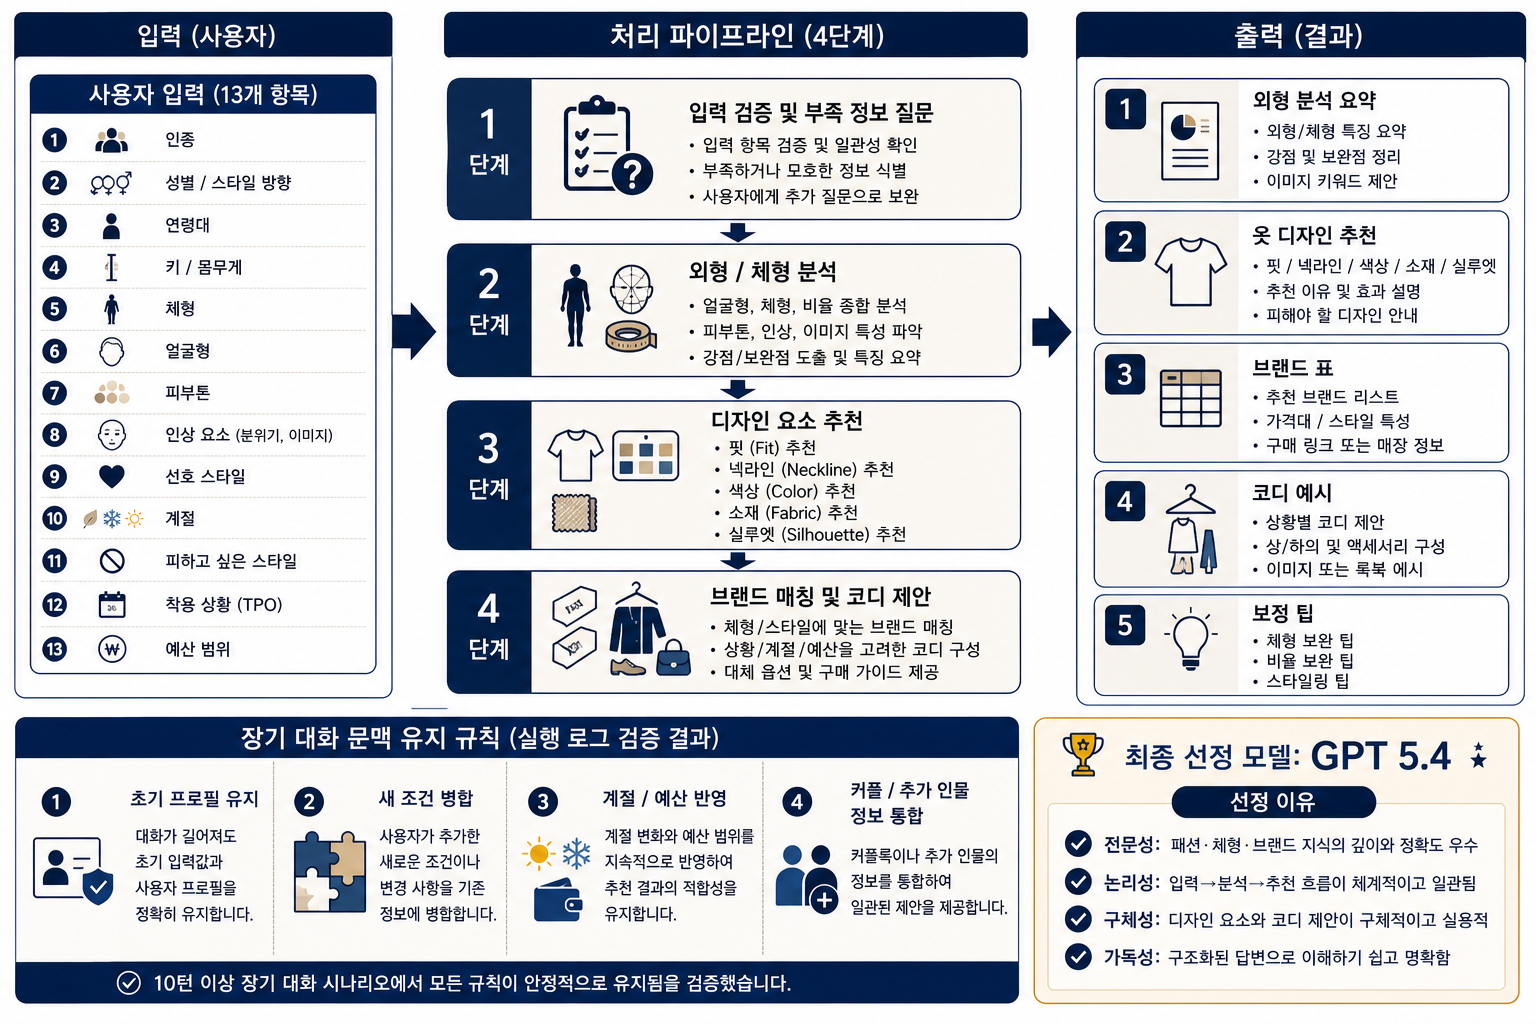 입력 (사용자)
사용자 입력 (13개 항목)
1 인종
2 성별 / 스타일 방향
3 연령대
4 키 / 몸무게
5 체형
6 얼굴형
7 피부톤
8 인상 요소 (분위기, 이미지)
9 선호 스타일
10 계절
11 피하고 싶은 스타일
12 착용 상황 (TPO)
13 예산 범위
처리 파이프라인 (4단계)
1
단계
입력 검증 및 부족 정보 질문
• 입력 항목 검증 및 일관성 확인
• 부족하거나 모호한 정보 식별
• 사용자에게 추가 질문으로 보완
2
단계
외형 / 체형 분석
• 얼굴형, 체형, 비율 종합 분석
• 피부톤, 인상, 이미지 특성 파악
• 강점/보완점 도출 및 특징 요약
3
단계
디자인 요소 추천
• 핏 (Fit) 추천
• 넥라인 (Neckline) 추천
• 색상 (Color) 추천
• 소재 (Fabric) 추천
• 실루엣 (Silhouette) 추천
4
단계
브랜드 매칭 및 코디 제안
• 체형/스타일에 맞는 브랜드 매칭
• 상황/계절/예산을 고려한 코디 구성
• 대체 옵션 및 구매 가이드 제공
출력 (결과)
1
외형 분석 요약
• 외형/체형 특징 요약
• 강점 및 보완점 정리
• 이미지 키워드 제안
2
옷 디자인 추천
• 핏 / 넥라인 / 색상 / 소재 / 실루엣
• 추천 이유 및 효과 설명
• 피해야 할 디자인 안내
3
브랜드 표
• 추천 브랜드 리스트
• 가격대 / 스타일 특성
• 구매 링크 또는 매장 정보
4
코디 예시
• 상황별 코디 제안
• 상/하의 및 액세서리 구성
• 이미지 또는 룩북 예시
5
보정 팁
• 체형 보완 팁
• 비율 보완 팁
• 스타일링 팁
장기 대화 문맥 유지 규칙 (실행 로그 검증 결과)
1 초기 프로필 유지
대화가 길어져도
초기 입력값과
사용자 프로필을
정확히 유지합니다.
2 새 조건 병합
사용자가 추가한
새로운 조건이나
변경 사항을 기존
정보에 병합합니다.
3 계절 / 예산 반영
계절 변화와 예산 범위를
지속적으로 반영하여
추천 결과의 적합성을
유지합니다.
4 커플 / 추가 인물
정보 통합
커플룩이나 추가 인물의
정보를 통합하여
일관된 제안을 제공합니다.
10턴 이상 장기 대화 시나리오에서 모든 규칙이 안정적으로 유지됨을 검증했습니다.
최종 선정 모델: GPT 5.4
선정 이유
전문성: 패션·체형·브랜드 지식의 깊이와 정확도 우수
논리성: 입력→분석→추천 흐름이 체계적이고 일관됨
구체성: 디자인 요소와 코디 제안이 구체적이고 실용적
가독성: 구조화된 답변으로 이해하기 쉽고 명확함